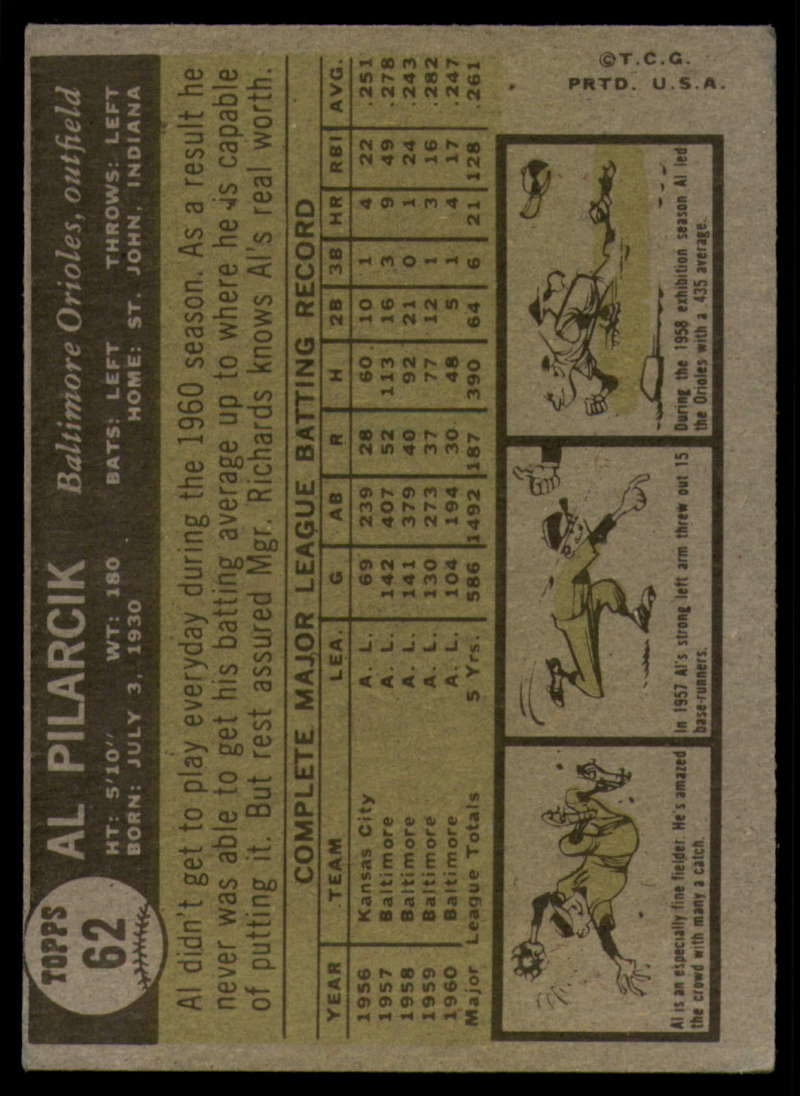 TOPPS
62
AL PILARCIK Baltimore Orioles, outfield
HT: 5'10" WT: 180 BATS: LEFT THROWS: LEFT
BORN: JULY 3, 1930 HOME: ST. JOHN, INDIANA
Al didn't get to play everyday during the 1960 season. As a result he
never was able to get his batting average up to where he is capable
of putting it. But rest assured Mgr. Richards knows Al's real worth.
COMPLETE MAJOR LEAGUE BATTING RECORD
YEAR TEAM LEA. G AB R H 2B 3B HR RBI AVG.
1956 Kansas City A. L. 69 239 28 60 10 1 4 22 .251
1957 Baltimore A. L. 142 407 52 113 16 3 9 49 .278
1958 Baltimore A. L. 141 379 40 92 21 0 1 24 .243
1959 Baltimore A. L. 130 273 37 77 12 1 3 16 .282
1960 Baltimore A. L. 104 194 30 48 5 1 4 17 .247
Major League Totals 5 Yrs. 586 1492 187 390 64 6 21 128 .261
Al is an especially fine fielder. He's amazed
the crowd with many a catch.
In 1957 Al's strong left arm threw out 15
base-runners.
During the 1958 exhibition season Al led
the Orioles with a .435 average.
©T.C.G.
PRTD. U.S.A.